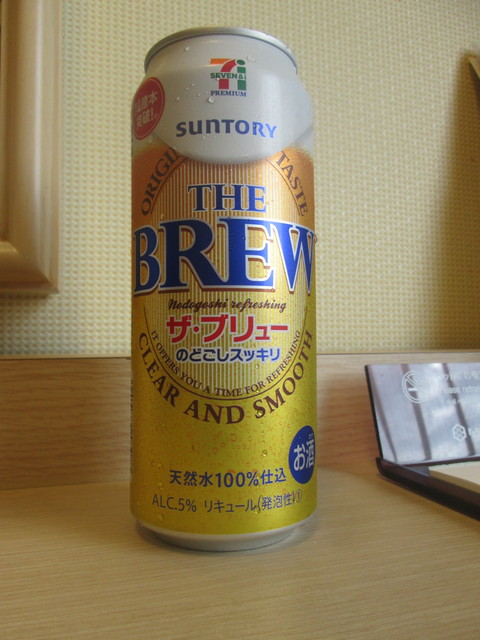 SEVEN&i
PREMIUM
突破!
SUNTORY
ORIGINAL TASTE
THE
BREW
Nodogoshi refreshing
ザ・ブリュー
のどごしスッキリ
IT OFFERS YOU A TIME FOR REFRESHING
CLEAR AND SMOOTH
お酒
天然水100%仕込
ALC.5% リキュール(発泡性)①